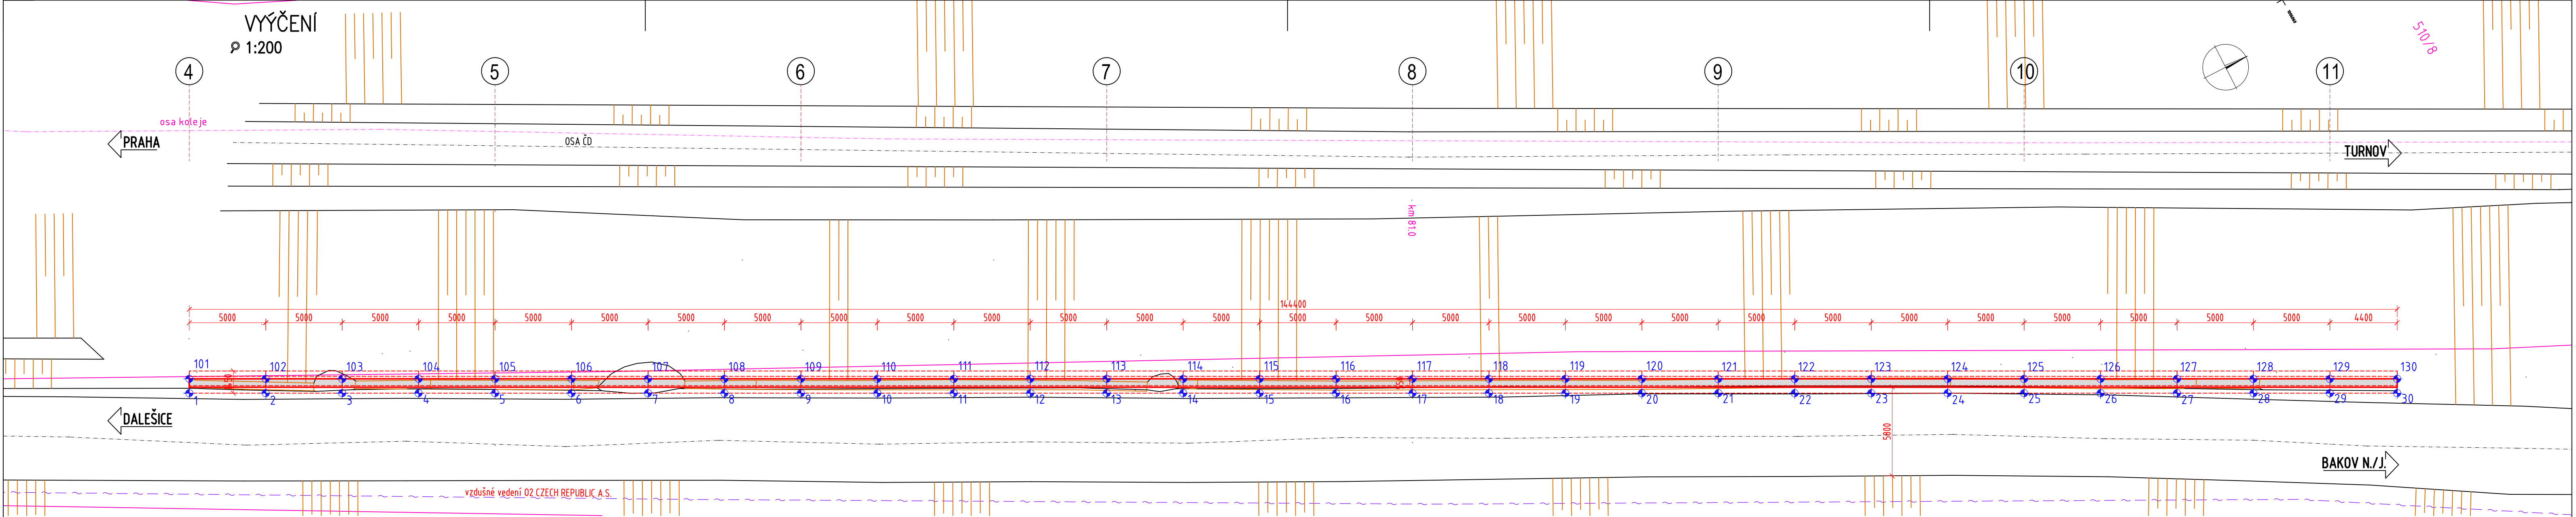 VYÝČENÍ
1:200
510/8
4 5 6 7 8 9 10 11
osa koleje
PRAHA
OSA ČD
TURNOV
km 81.0
144400
5000 5000 5000 5000 5000 5000 5000 5000 5000 5000 5000 5000 5000 5000 5000 5000 5000 5000 5000 5000 5000 5000 5000 5000 5000 5000 5000 5000 4400
101 102 103 104 105 106 107 108 109 110 111 112 113 114 115 116 117 118 119 120 121 122 123 124 125 126 127 128 129 130
1 2 3 4 5 6 7 8 9 10 11 12 13 14 15 16 17 18 19 20 21 22 23 24 25 26 27 28 29 30
DALEŠICE
5800
BAKOV N./J.
vzdušné vedení O2 CZECH REPUBLIC A.S.